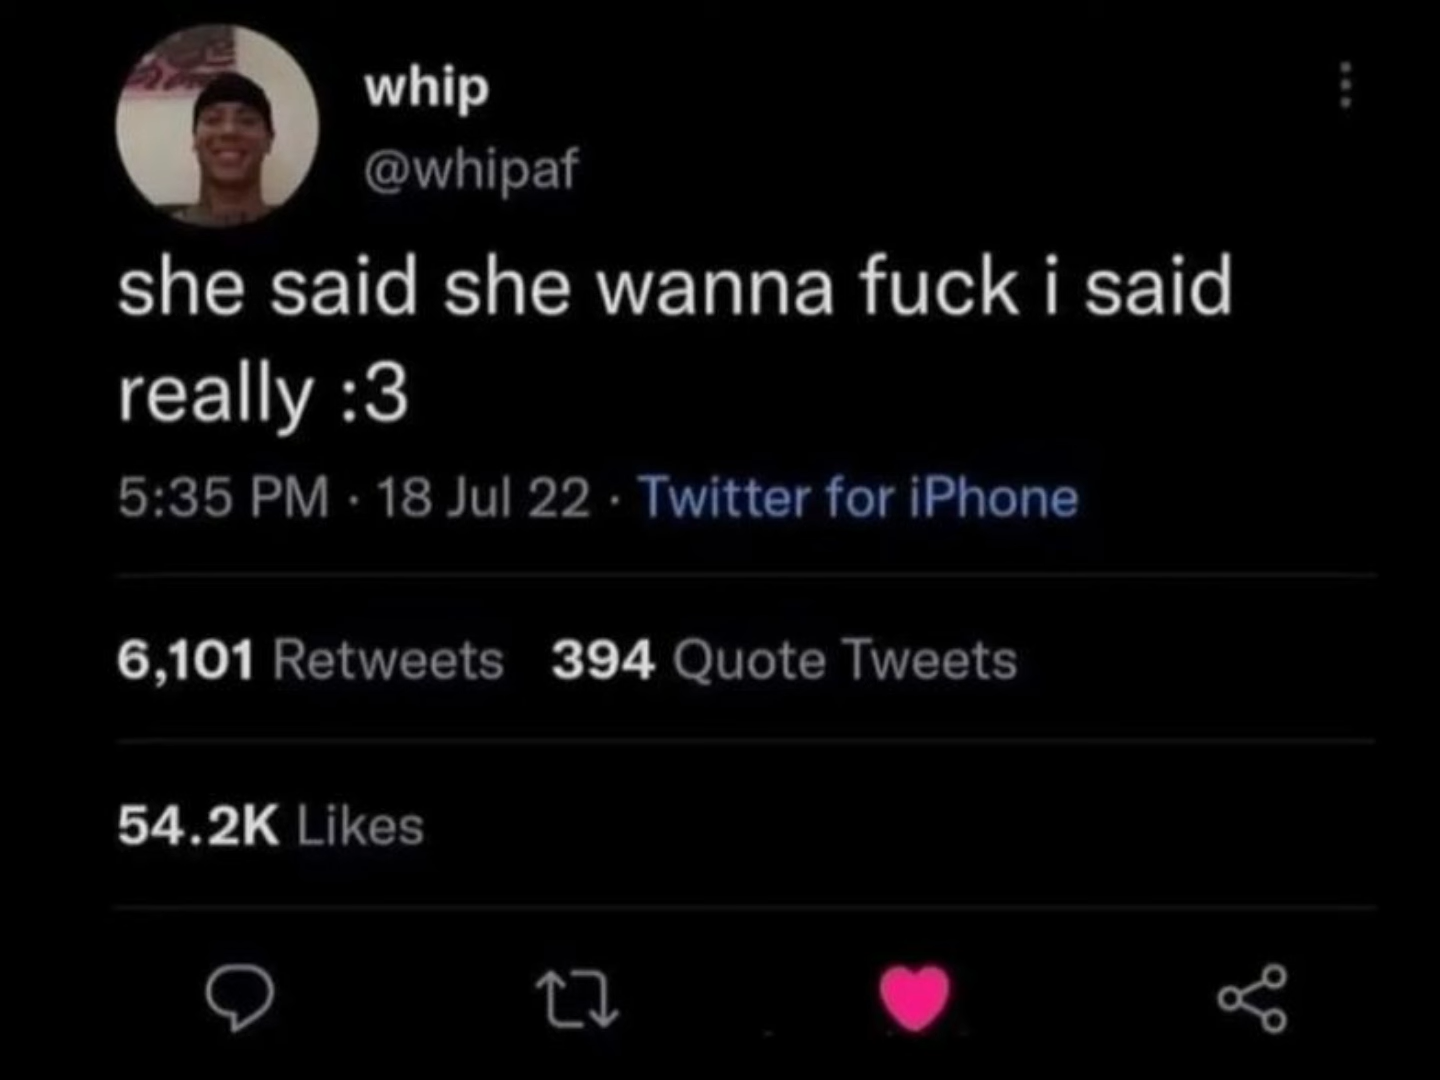 whip
@whipaf
she said she wanna fuck i said
really :3
5:35 PM · 18 Jul 22 · Twitter for iPhone
6,101 Retweets 394 Quote Tweets
54.2K Likes